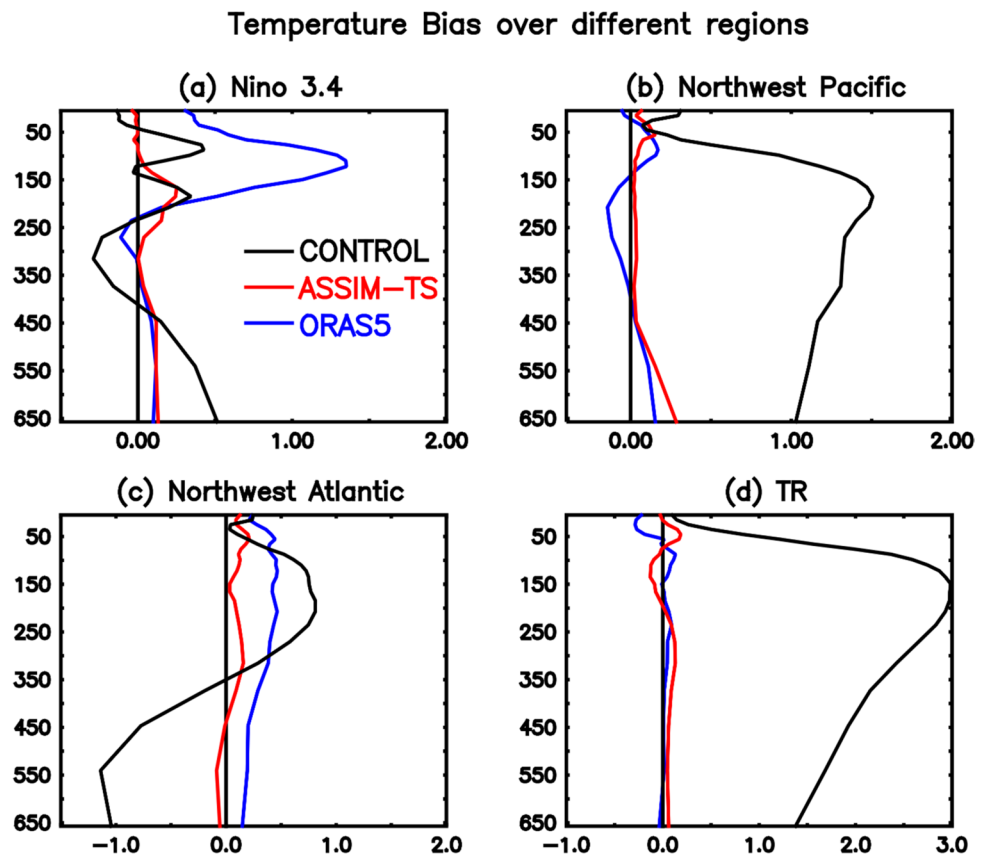 Temperature Bias over different regions
(a) Nino 3.4
50
150
250
350
450
550
650
CONTROL
ASSIM-TS
ORAS5
0.00 1.00 2.00
(b) Northwest Pacific
50
150
250
350
450
550
650
0.00 1.00 2.00
(c) Northwest Atlantic
50
150
250
350
450
550
650
-1.0 0.0 1.0 2.0
(d) TR
50
150
250
350
450
550
650
-1.0 0.0 1.0 2.0 3.0